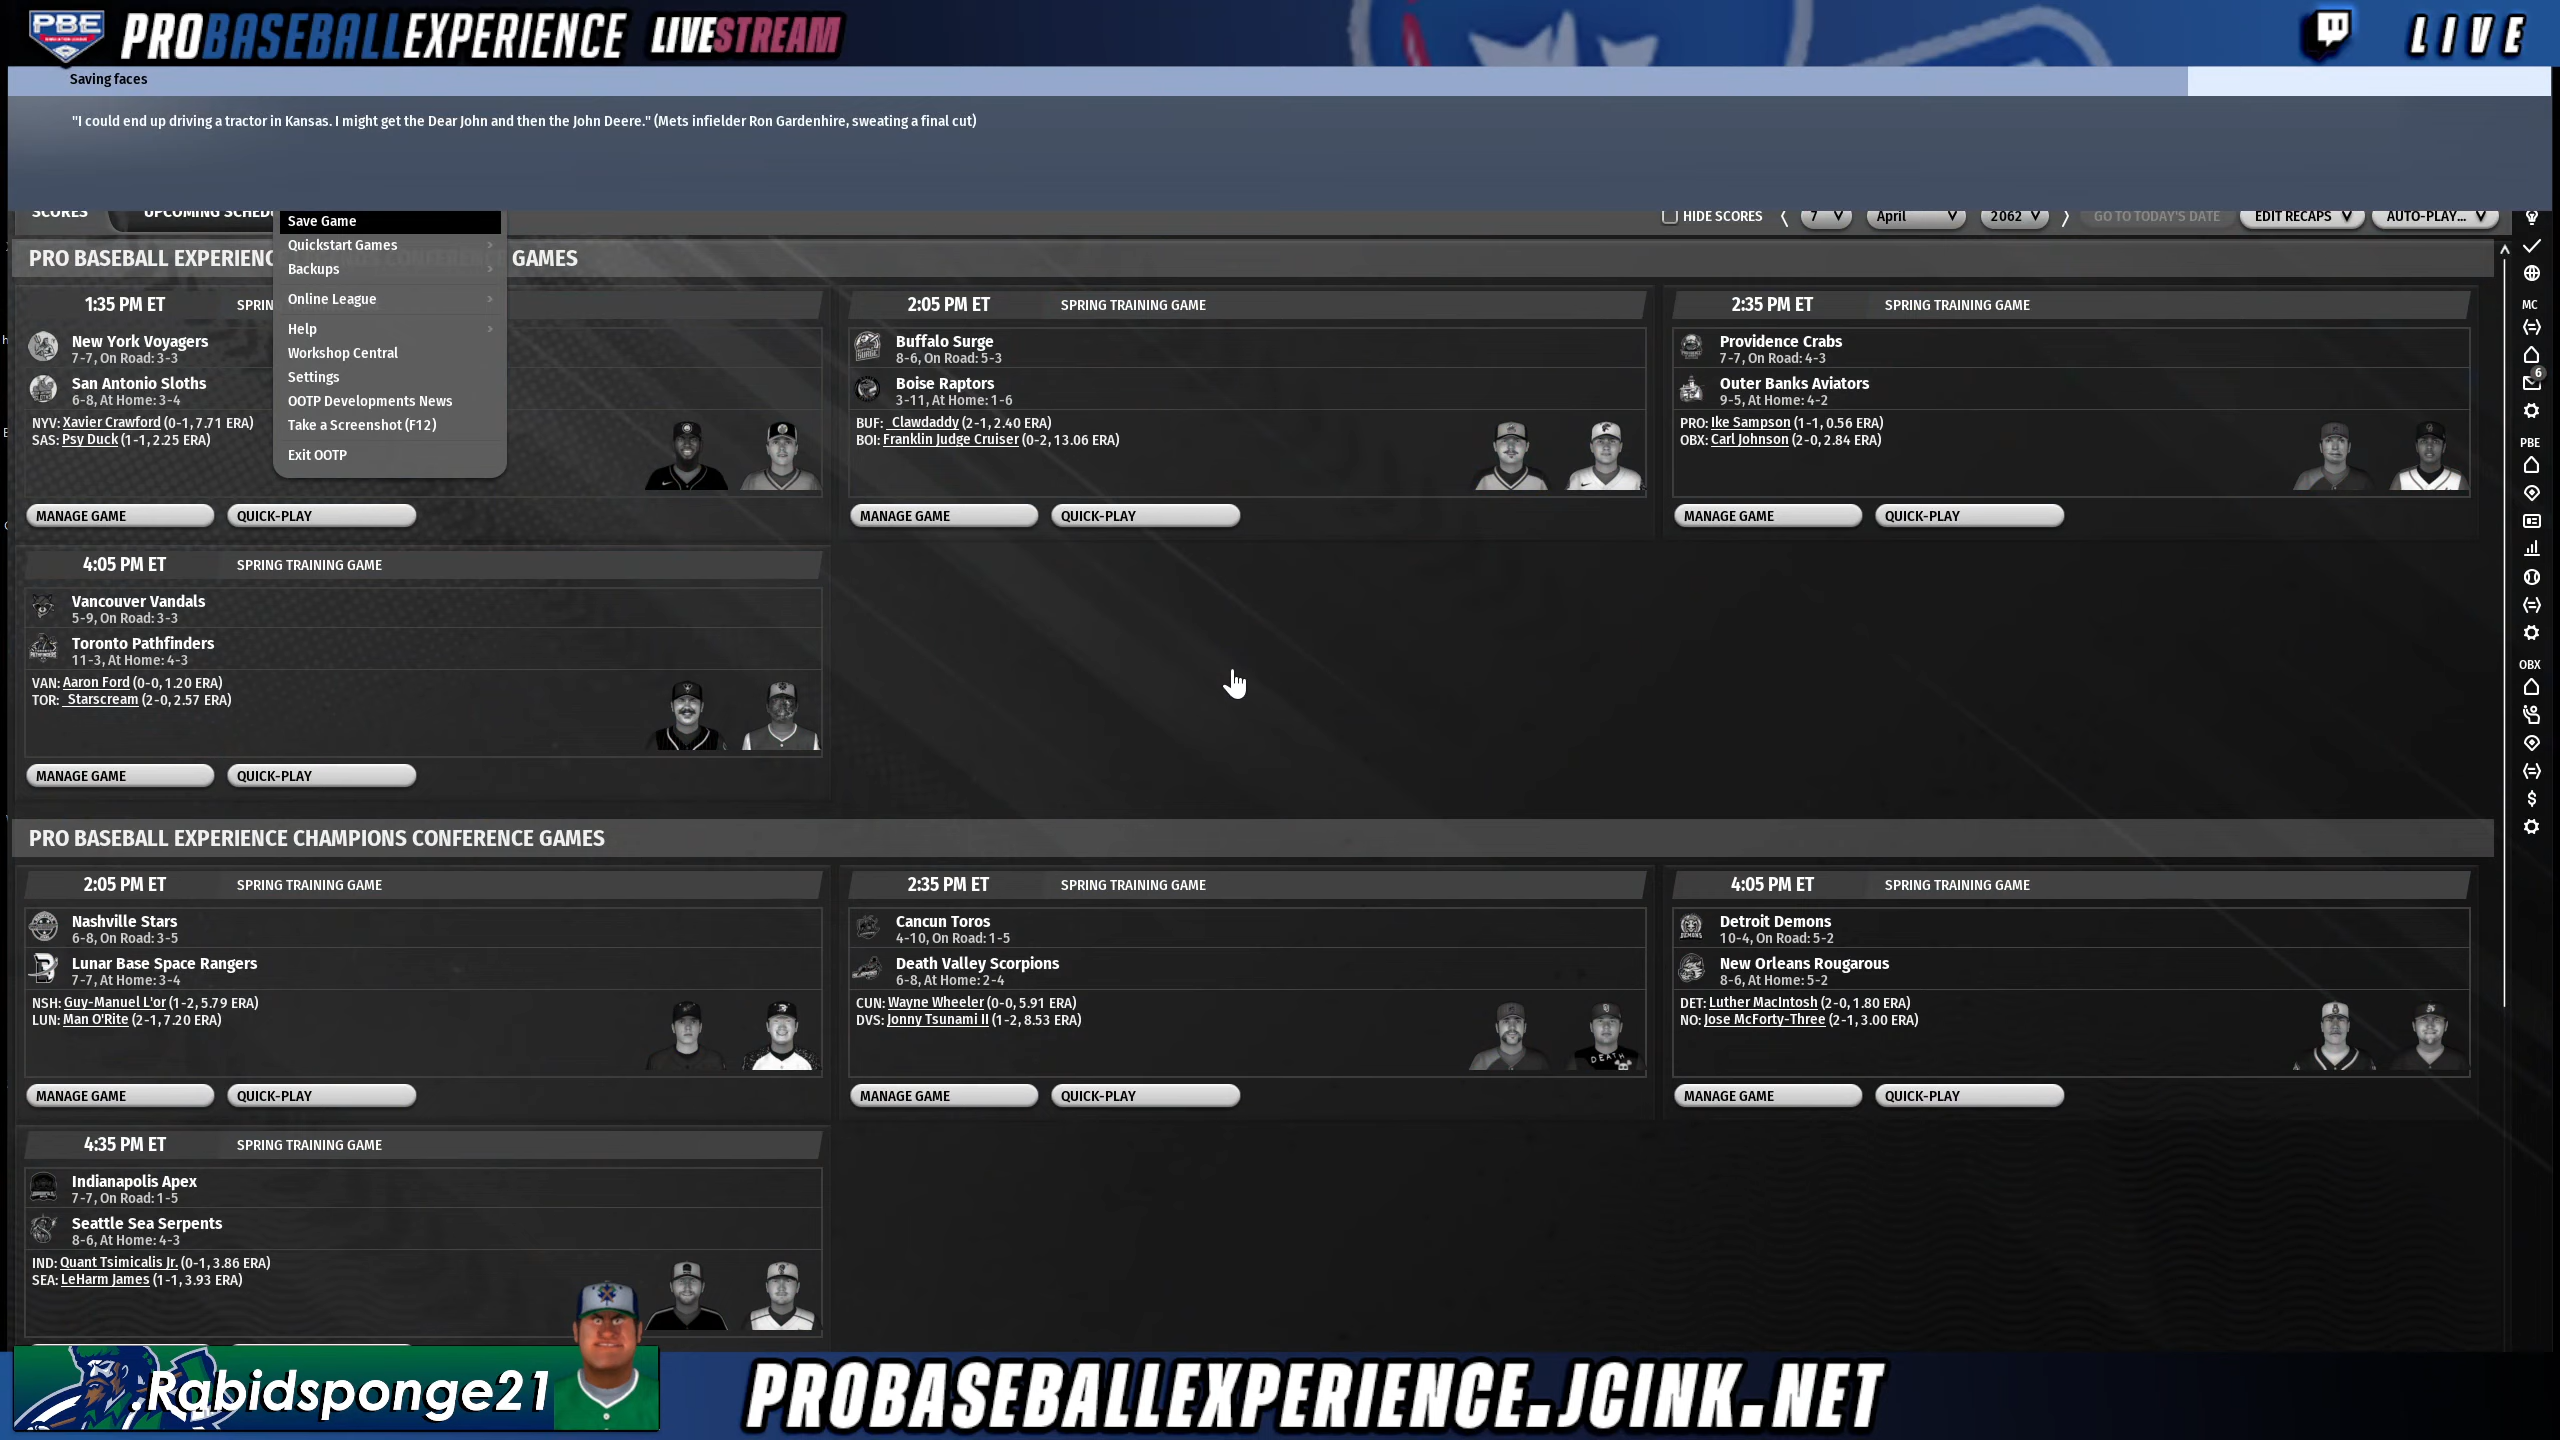 PBE
PROBASEBALLEXPERIENCE LIVESTREAM
LIVE
Saving faces
"I could end up driving a tractor in Kansas. I might get the Dear John and then the John Deere." (Mets infielder Ron Gardenhire, sweating a final cut)
SCORES
HIDE SCORES
7
April
2062
GO TO TODAY'S DATE
EDIT RECAPS
AUTO-PLAY...
Save Game
Quickstart Games
Backups
Online League
Help
Workshop Central
Settings
OOTP Developments News
Take a Screenshot (F12)
Exit OOTP
PRO BASEBALL EXPERIENC
GAMES
1:35 PM ET
New York Voyagers
7-7, On Road: 3-3
San Antonio Sloths
6-8, At Home: 3-4
NYV: Xavier Crawford (0-1, 7.71 ERA)
SAS: Psy Duck (1-1, 2.25 ERA)
MANAGE GAME
QUICK-PLAY
2:05 PM ET
SPRING TRAINING GAME
Buffalo Surge
8-6, On Road: 5-3
Boise Raptors
3-11, At Home: 1-6
BUF: _Clawdaddy (2-1, 2.40 ERA)
BOI: Franklin Judge Cruiser (0-2, 13.06 ERA)
MANAGE GAME
QUICK-PLAY
2:35 PM ET
SPRING TRAINING GAME
Providence Crabs
7-7, On Road: 4-3
Outer Banks Aviators
9-5, At Home: 4-2
PRO: Ike Sampson (1-1, 0.56 ERA)
OBX: Carl Johnson (2-0, 2.84 ERA)
MANAGE GAME
QUICK-PLAY
4:05 PM ET
SPRING TRAINING GAME
Vancouver Vandals
5-9, On Road: 3-3
Toronto Pathfinders
11-3, At Home: 4-3
VAN: Aaron Ford (0-0, 1.20 ERA)
TOR: _Starscream (2-0, 2.57 ERA)
MANAGE GAME
QUICK-PLAY
PRO BASEBALL EXPERIENCE CHAMPIONS CONFERENCE GAMES
2:05 PM ET
SPRING TRAINING GAME
Nashville Stars
6-8, On Road: 3-5
Lunar Base Space Rangers
7-7, At Home: 3-4
NSH: Guy-Manuel L'or (1-2, 5.79 ERA)
LUN: Man O'Rite (2-1, 7.20 ERA)
MANAGE GAME
QUICK-PLAY
2:35 PM ET
SPRING TRAINING GAME
Cancun Toros
4-10, On Road: 1-5
Death Valley Scorpions
6-8, At Home: 2-4
CUN: Wayne Wheeler (0-0, 5.91 ERA)
DVS: Jonny Tsunami II (1-2, 8.53 ERA)
DEATH
MANAGE GAME
QUICK-PLAY
4:05 PM ET
SPRING TRAINING GAME
Detroit Demons
10-4, On Road: 5-2
New Orleans Rougarous
8-6, At Home: 5-2
DET: Luther MacIntosh (2-0, 1.80 ERA)
NO: Jose McForty-Three (2-1, 3.00 ERA)
MANAGE GAME
QUICK-PLAY
4:35 PM ET
SPRING TRAINING GAME
Indianapolis Apex
7-7, On Road: 1-5
Seattle Sea Serpents
8-6, At Home: 4-3
IND: Quant Tsimicalis Jr. (0-1, 3.86 ERA)
SEA: LeHarm James (1-1, 3.93 ERA)
MC
6
PBE
OBX
.Rabidsponge21
PROBASEBALLEXPERIENCE.JCINK.NET